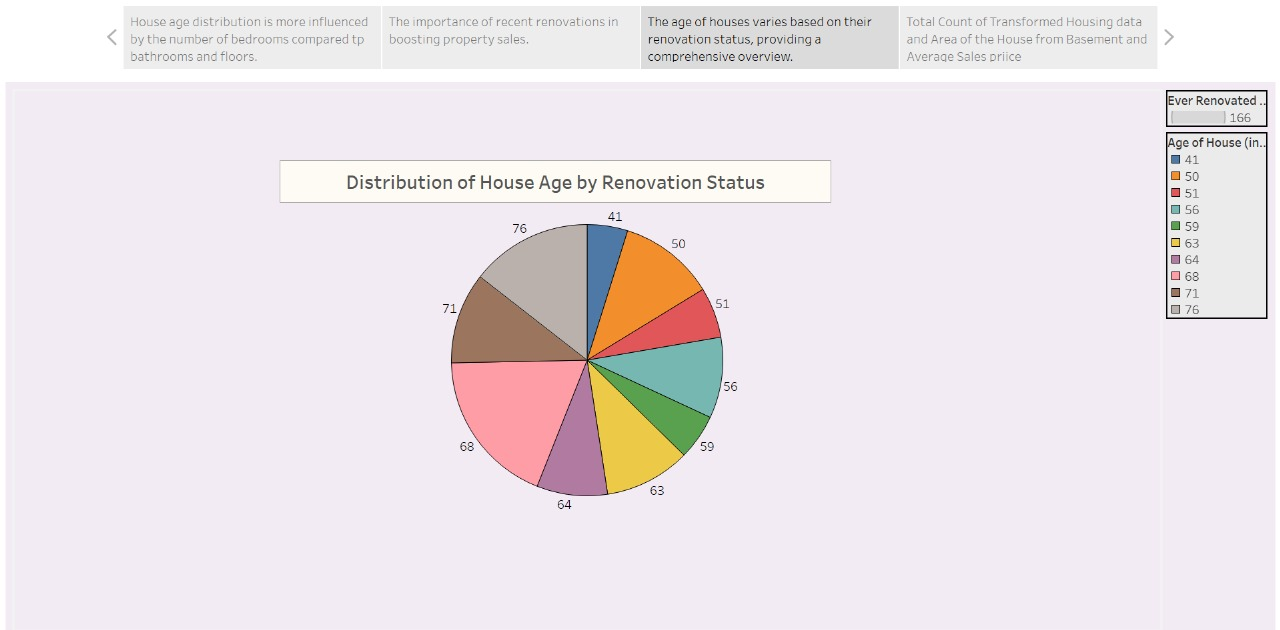 House age distribution is more influenced
by the number of bedrooms compared tp
bathrooms and floors.
The importance of recent renovations in
boosting property sales.
The age of houses varies based on their
renovation status, providing a
comprehensive overview.
Total Count of Transformed Housing data
and Area of the House from Basement and
Average Sales priice
Ever Renovated ..
166
Age of House (in..
41
50
51
56
59
63
64
68
71
76
Distribution of House Age by Renovation Status
41
50
51
56
59
63
64
68
71
76